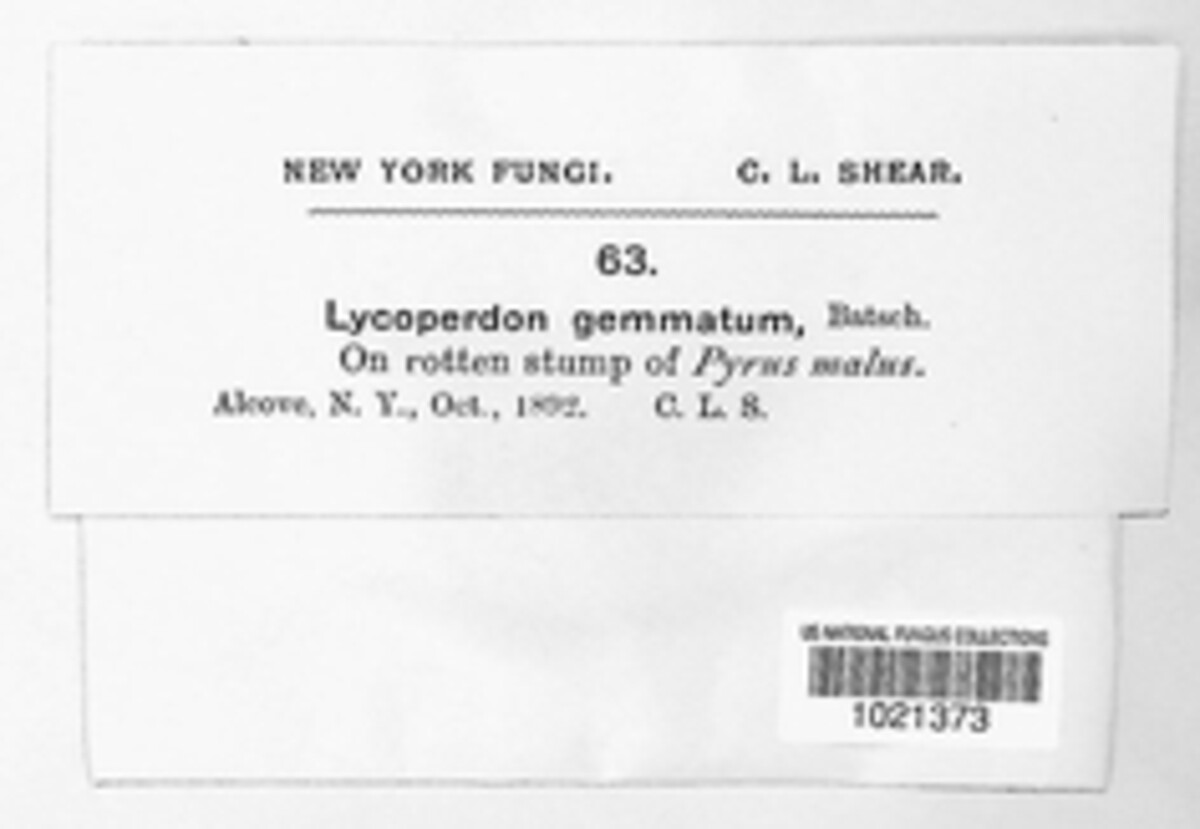 NEW YORK FUNGI. C. L. SHEAR.
63.
Lycoperdon gemmatum, Batsch.
On rotten stump of Pyrus malus.
Alcove, N. Y., Oct., 1892. C. L. S.
US NATIONAL FUNGUS COLLECTIONS
1021373